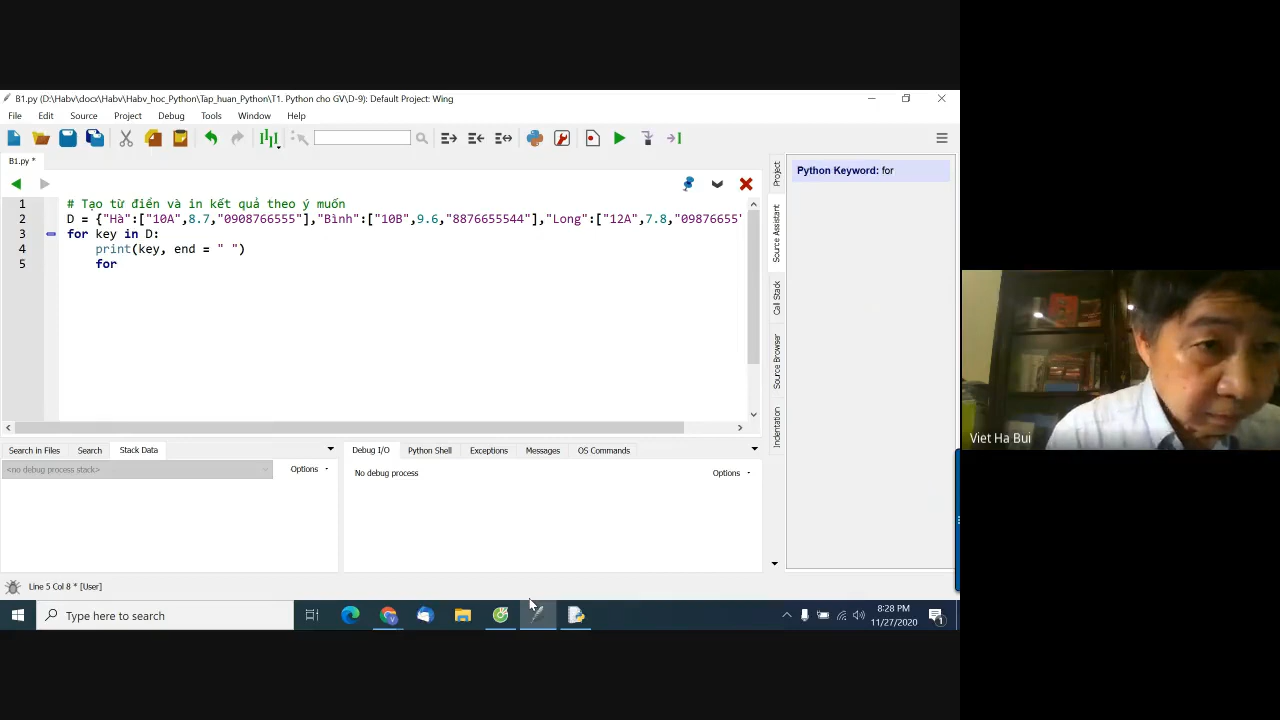 B1.py (D:\Habv\docx\Habv\Habv_hoc_Python\Tap_huan_Python\T1. Python cho GV\D-9): Default Project: Wing
File Edit Source Project Debug Tools Window Help
B1.py *
1 # Tạo từ điển và in kết quả theo ý muốn
2 D = {"Hà":["10A",8.7,"0908766555"],"Bình":["10B",9.6,"8876655544"],"Long":["12A",7.8,"09876655'
3 for key in D:
4 print(key, end = " ")
5 for
Python Keyword: for
Project
Source Assistant
Call Stack
Source Browser
Indentation
Viet Ha Bui
Search in Files Search Stack Data
<no debug process stack> Options
Debug I/O Python Shell Exceptions Messages OS Commands
No debug process Options
Line 5 Col 8 * [User]
Type here to search
8:28 PM
11/27/2020
1